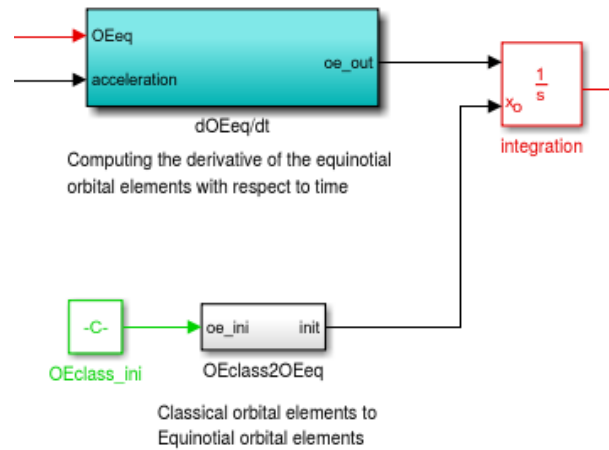 OEeq
acceleration
oe_out
dOEeq/dt
Computing the derivative of the equinotial
orbital elements with respect to time
1
s
xo
integration
-C-
OEclass_ini
oe_ini
init
OEclass2OEeq
Classical orbital elements to
Equinotial orbital elements